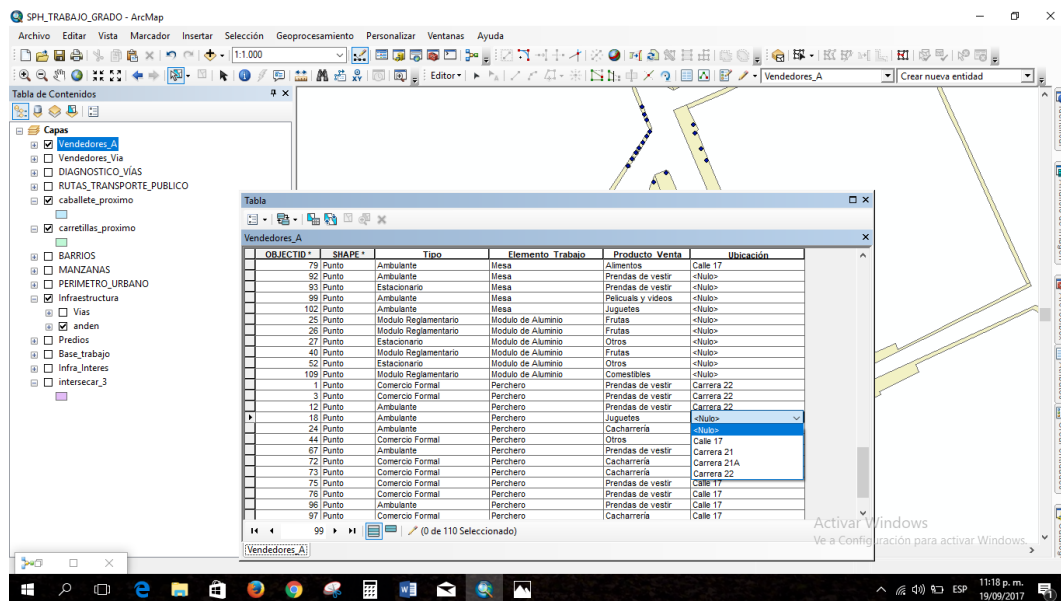 SPH_TRABAJO_GRADO - ArcMap
Archivo Editar Vista Marcador Insertar Selección Geoprocesamiento Personalizar Ventanas Ayuda
1:1.000
Editor Vendedores_A Crear nueva entidad
Tabla de Contenidos
Capas
Vendedores_A
Vendedores_Via
DIAGNOSTICO_VÍAS
RUTAS_TRANSPORTE_PUBLICO
caballete_proximo
carretillas_proximo
BARRIOS
MANZANAS
PERIMETRO_URBANO
Infraestructura
Vias
anden
Predios
Base_trabajo
Infra_Interes
intersecar_3
Tabla
Vendedores_A
OBJECTID * SHAPE * Tipo Elemento Trabajo Producto Venta Ubicación
79 Punto Ambulante Mesa Alimentos Calle 17
92 Punto Ambulante Mesa Prendas de vestir <Nulo>
93 Punto Estacionario Mesa Prendas de vestir <Nulo>
99 Punto Ambulante Mesa Peliculas y videos <Nulo>
102 Punto Ambulante Mesa Juguetes <Nulo>
25 Punto Modulo Reglamentario Modulo de Aluminio Frutas <Nulo>
26 Punto Modulo Reglamentario Modulo de Aluminio Frutas <Nulo>
27 Punto Estacionario Modulo de Aluminio Otros <Nulo>
40 Punto Modulo Reglamentario Modulo de Aluminio Frutas <Nulo>
52 Punto Estacionario Modulo de Aluminio Otros <Nulo>
109 Punto Modulo Reglamentario Modulo de Aluminio Comestibles <Nulo>
1 Punto Comercio Formal Perchero Prendas de vestir Carrera 22
3 Punto Comercio Formal Perchero Prendas de vestir Carrera 22
12 Punto Ambulante Perchero Prendas de vestir Carrera 22
18 Punto Ambulante Perchero Juguetes <Nulo>
24 Punto Ambulante Perchero Cacharrería <Nulo>
44 Punto Comercio Formal Perchero Otros Calle 17
67 Punto Ambulante Perchero Prendas de vestir Carrera 21
72 Punto Comercio Formal Perchero Cacharrería Carrera 21A
73 Punto Comercio Formal Perchero Cacharrería Carrera 22
75 Punto Comercio Formal Perchero Prendas de vestir Calle 17
76 Punto Comercio Formal Perchero Prendas de vestir Calle 17
96 Punto Ambulante Perchero Prendas de vestir Calle 17
97 Punto Comercio Formal Perchero Cacharrería Calle 17
99 (0 de 110 Seleccionado)
Vendedores_A
Activar Windows
Ve a Configuración para activar Windows.
ESP
11:18 p. m.
19/09/2017